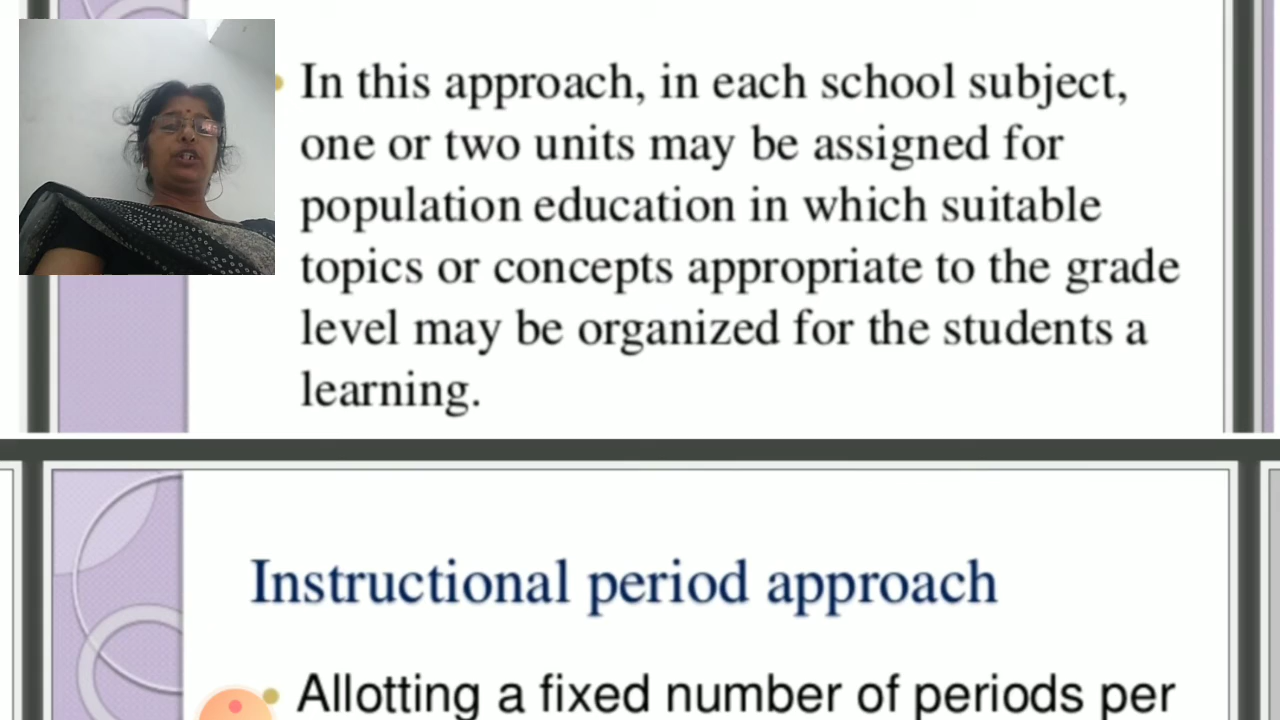 In this approach, in each school subject,
one or two units may be assigned for
population education in which suitable
topics or concepts appropriate to the grade
level may be organized for the students a
learning.
Instructional period approach
Allotting a fixed number of periods per